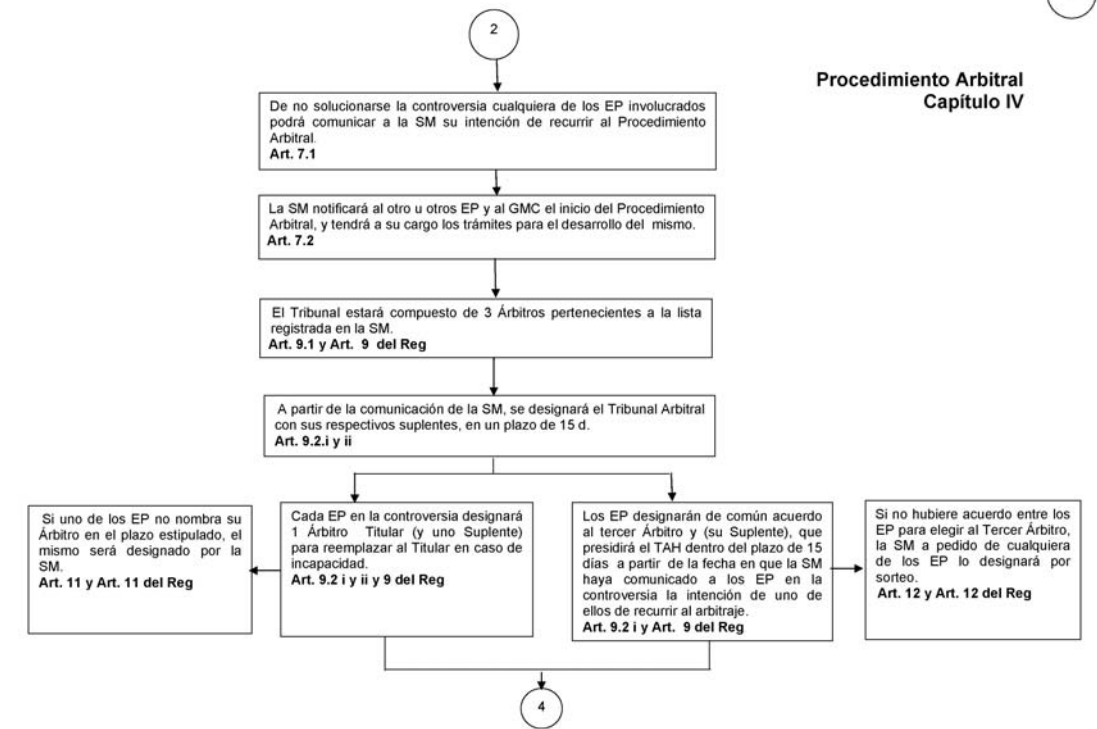 2
Procedimiento Arbitral
Capítulo IV
De no solucionarse la controversia cualquiera de los EP involucrados
podrá comunicar a la SM su intención de recurrir al Procedimiento
Arbitral.
Art. 7.1
La SM notificará al otro u otros EP y al GMC el inicio del Procedimiento
Arbitral, y tendrá a su cargo los trámites para el desarrollo del mismo.
Art. 7.2
El Tribunal estará compuesto de 3 Árbitros pertenecientes a la lista
registrada en la SM.
Art. 9.1 y Art. 9 del Reg
A partir de la comunicación de la SM, se designará el Tribunal Arbitral
con sus respectivos suplentes, en un plazo de 15 d.
Art. 9.2.i y ii
Si uno de los EP no nombra su
Árbitro en el plazo estipulado, el
mismo será designado por la
SM.
Art. 11 y Art. 11 del Reg
Cada EP en la controversia designará
1 Árbitro Titular (y uno Suplente)
para reemplazar al Titular en caso de
incapacidad.
Art. 9.2 i y ii y 9 del Reg
Los EP designarán de común acuerdo
al tercer Árbitro y (su Suplente), que
presidirá el TAH dentro del plazo de 15
días a partir de la fecha en que la SM
haya comunicado a los EP en la
controversia la intención de uno de
ellos de recurrir al arbitraje.
Art. 9.2 i y Art. 9 del Reg
Si no hubiere acuerdo entre los
EP para elegir al Tercer Árbitro,
la SM a pedido de cualquiera
de los EP lo designará por
sorteo.
Art. 12 y Art. 12 del Reg
4